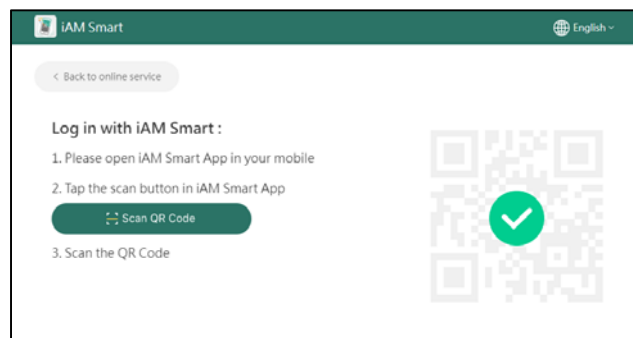 iAM Smart
English
Back to online service
Log in with iAM Smart :
1. Please open iAM Smart App in your mobile
2. Tap the scan button in iAM Smart App
Scan QR Code
3. Scan the QR Code